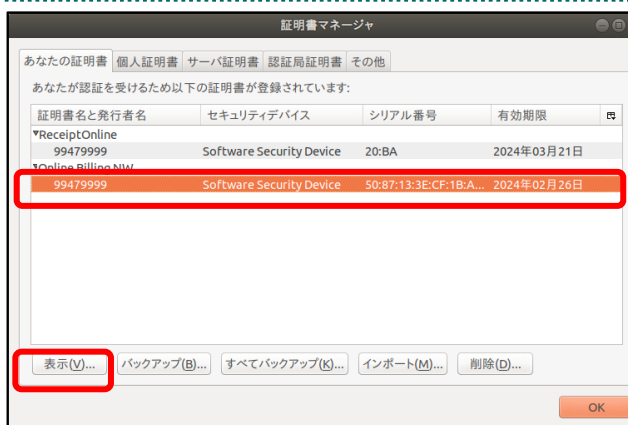 証明書マネージャ
あなたの証明書 個人証明書 サーバ証明書 認証局証明書 その他
あなたが認証を受けるため以下の証明書が登録されています:
証明書名と発行者名 セキュリティデバイス シリアル番号 有効期限
▼ReceiptOnline
99479999 Software Security Device 20:BA 2024年03月21日
▼Online Billing NW
99479999 Software Security Device 50:87:13:3E:CF:1B:A... 2024年02月26日
表示(V)... バックアップ(B)... すべてバックアップ(K)... インポート(M)... 削除(D)...
OK